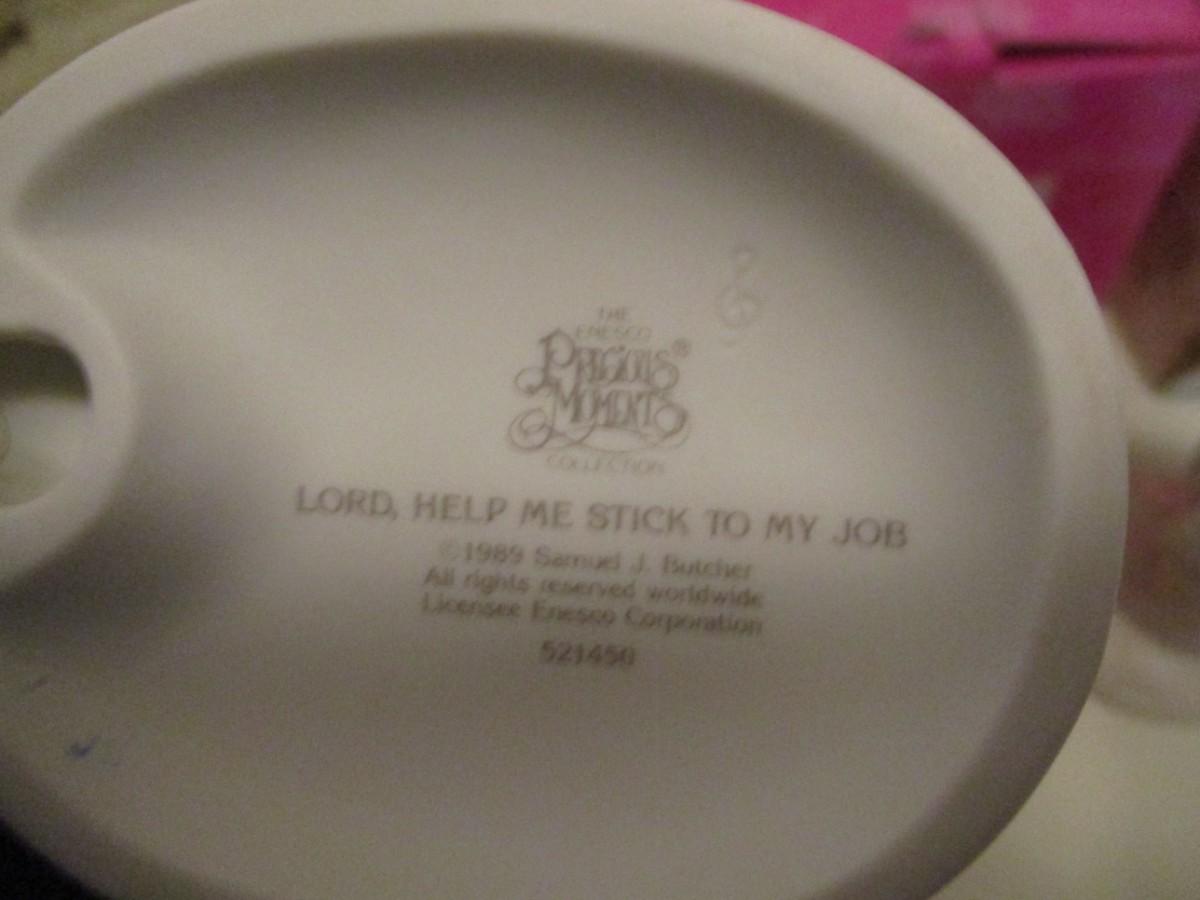 THE
ENESCO
PRECIOUS®
MOMENTS
COLLECTION
LORD, HELP ME STICK TO MY JOB
©1989 Samuel J. Butcher
All rights reserved worldwide
Licensee Enesco Corporation
521450